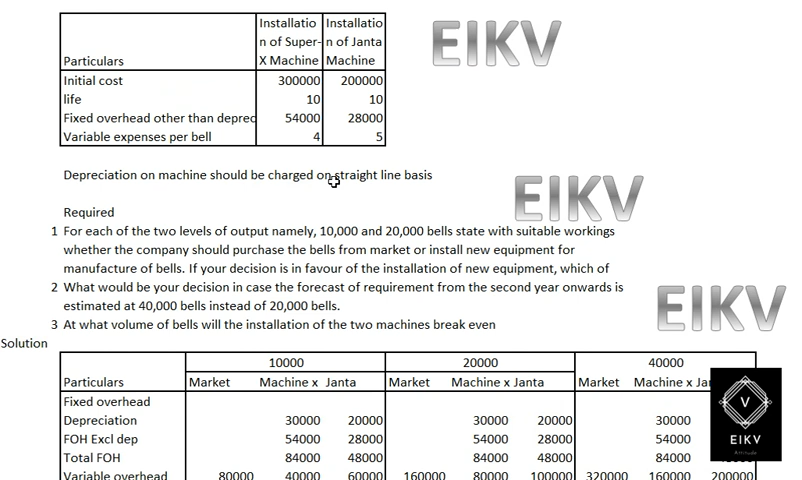 Installatio Installatio
n of Super- n of Janta
Particulars X Machine Machine
EIKV
Initial cost 300000 200000
life 10 10
Fixed overhead other than deprec 54000 28000
Variable expenses per bell 4 5
Depreciation on machine should be charged on straight line basis
EIKV
Required
1 For each of the two levels of output namely, 10,000 and 20,000 bells state with suitable workings
whether the company should purchase the bells from market or install new equipment for
manufacture of bells. If your decision is in favour of the installation of new equipment, which of
2 What would be your decision in case the forecast of requirement from the second year onwards is
estimated at 40,000 bells instead of 20,000 bells.
EIKV
3 At what volume of bells will the installation of the two machines break even
Solution
10000 20000 40000
Particulars Market Machine x Janta Market Machine x Janta Market Machine x
Fixed overhead
Depreciation 30000 20000 30000 20000 30000
FOH Excl dep 54000 28000 54000 28000 54000
Total FOH 84000 48000 84000 48000 84000
Variable overhead 80000 40000 60000 160000 80000 100000 320000 160000 200000
V
EIKV
Attitude